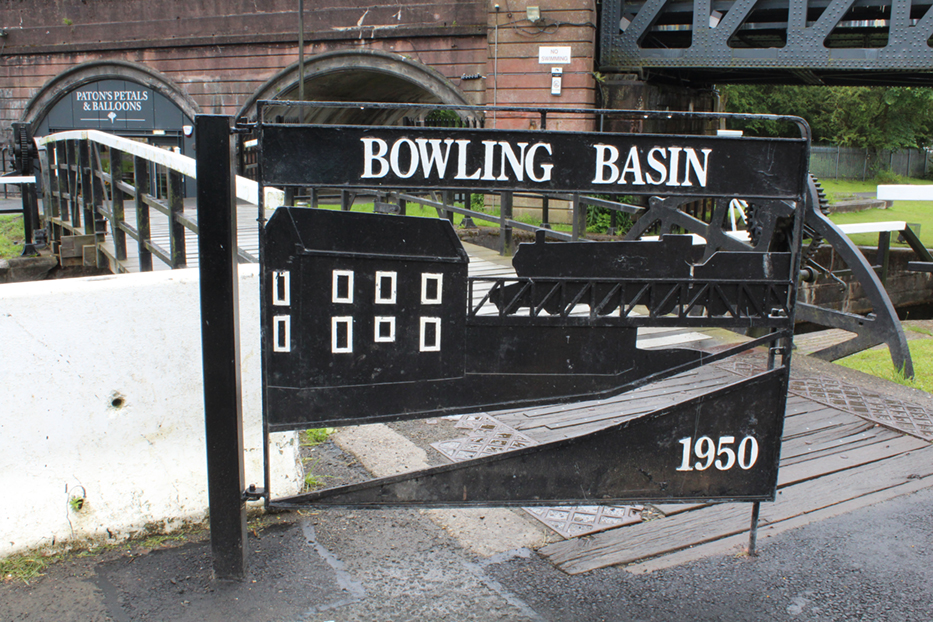 PATON'S PETALS
& BALLOONS
NO
SWIMMING
BOWLING BASIN
1950